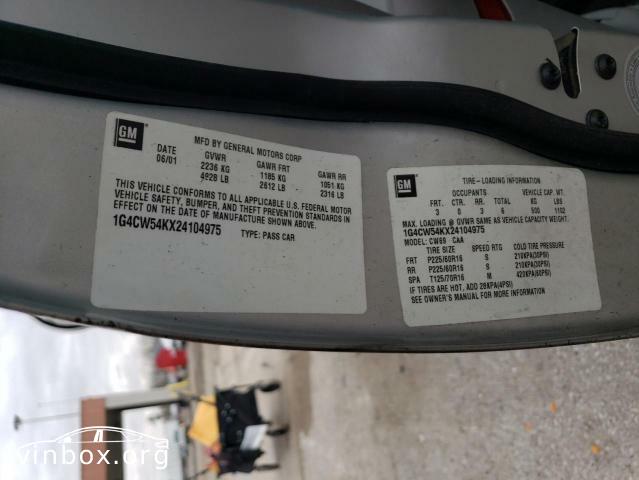 GM
MFD BY GENERAL MOTORS CORP
DATE GVWR GAWR FRT GAWR RR
06/01 2236 KG 1185 KG 1051 KG
4928 LB 2612 LB 2316 LB
THIS VEHICLE CONFORMS TO ALL APPLICABLE U.S. FEDERAL MOTOR
VEHICLE SAFETY, BUMPER, AND THEFT PREVENTION STANDARDS IN
EFFECT ON THE DATE OF MANUFACTURE SHOWN ABOVE.
1G4CW54KX24104975 TYPE: PASS CAR
GM
TIRE-LOADING INFORMATION
OCCUPANTS VEHICLE CAP. WT.
FRT. CTR. RR. TOTAL KG LBS
3 0 3 6 500 1102
MAX. LOADING @ GVWR SAME AS VEHICLE CAPACITY WEIGHT.
1G4CW54KX24104975
MODEL: CW69 CAA
TIRE SIZE SPEED RTG COLD TIRE PRESSURE
FRT P225/60R16 S 210KPA(30PSI)
RR P225/60R16 S 210KPA(30PSI)
SPA T125/70R16 M 420KPA(60PSI)
IF TIRES ARE HOT, ADD 28KPA(4PSI)
SEE OWNER'S MANUAL FOR MORE INFORMATION
vinbox.org